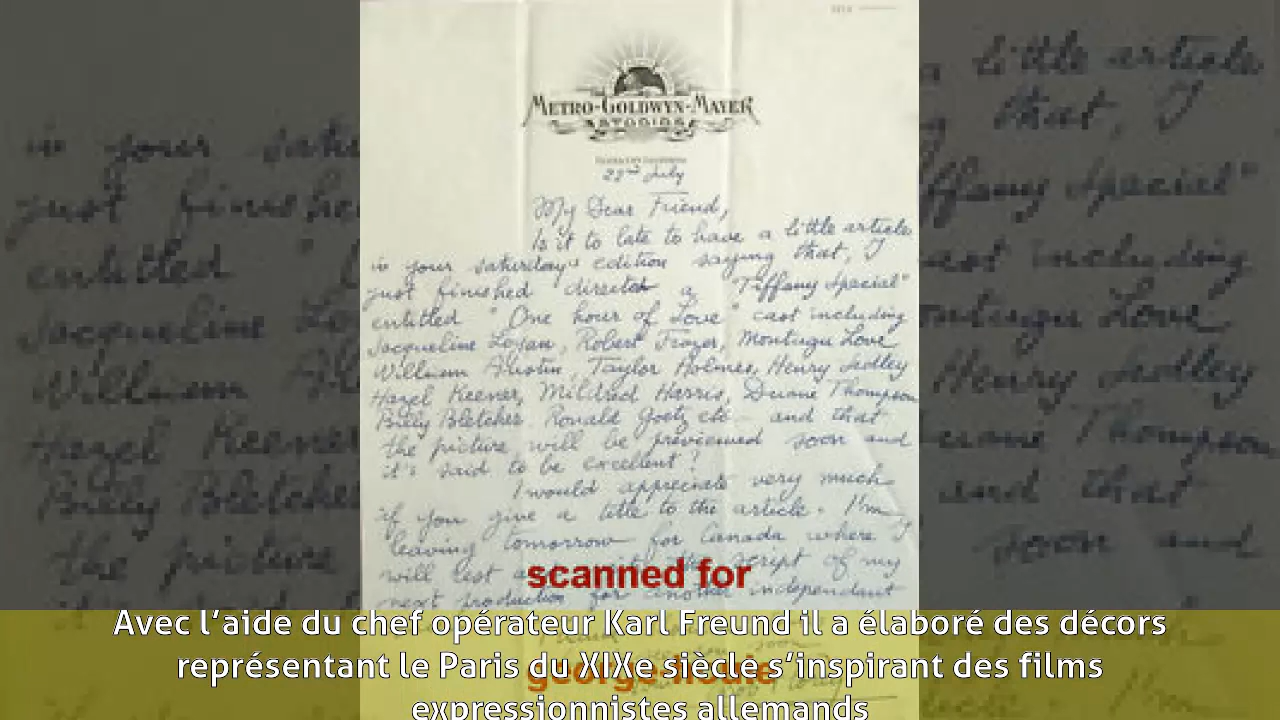 METRO-GOLDWYN-MAYER
STUDIOS
22nd July
My Dear Friend,
Is it to late to have a little article
in your saturday's edition saying that, I
just finished directed a "Tiffany Special"
entitled "One hour of Love" cast including
Jacqueline Logan, Robert Frazer, Montagu Love
William Austin, Taylor Holmes, Henry Sedley
Hazel Keener, Mildred Harris, Duane Thompson
Billy Bletcher Ronald Goetz etc - and that
the picture will be previewed soon and
it's said to be excellent!
I would appreciate very much
if you give a title to the article. I'm
leaving tomorrow for Canada where I
will rest script of my
next production for another independent
scanned for
Avec l'aide du chef opérateur Karl Freund il a élaboré des décors
représentant le Paris du XIXe siècle s'inspirant des films
expressionnistes allemands